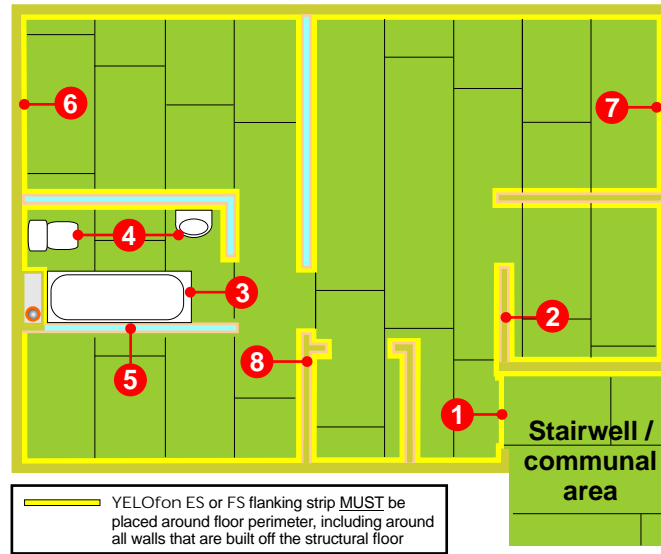 6
7
4
3
2
5
8
1
Stairwell /
communal
area
YELOfon ES or FS flanking strip MUST be
placed around floor perimeter, including around
all walls that are built off the structural floor